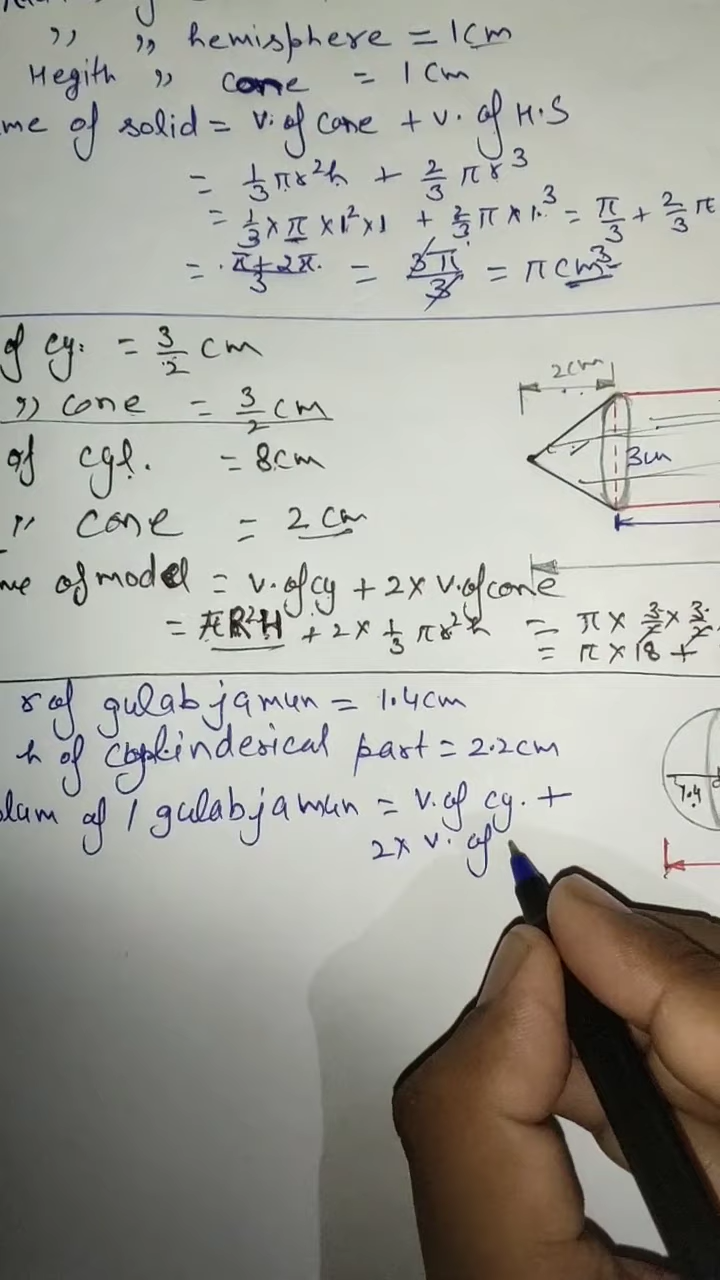 ,, ,, hemisphere = 1cm
Hegith ,, cone = 1 cm
me of solid = V. of cone + v. of H.S
= 1/3 πr²h + 2/3 πr³
= 1/3 × π × 1² × 1 + 2/3 π × 1³ = π/3 + 2/3 π
= π+2π/3 = 3π/3 = π cm³
of cy. = 3/2 cm
,, cone = 3/2 cm
of cyl. = 8cm
,, cone = 2 cm
me of model = v. of cy + 2× v. of cone
= πR²H + 2× 1/3 πr²h = π × 3/2 × 3/2
= π × 18 +
2cm
3cm
r of gulab jamun = 1.4cm
h of cyplinderical part = 2.2cm
lum of 1 gulabjamun = v. of cy. +
2× v. of
1.4